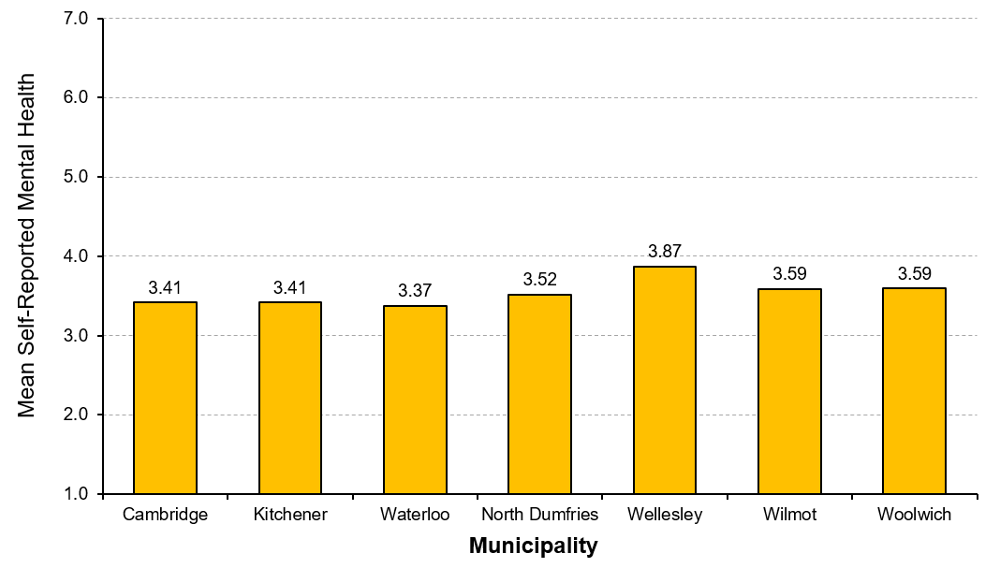 Mean Self-Reported Mental Health
7.0
6.0
5.0
4.0
3.0
2.0
1.0
3.41
3.41
3.37
3.52
3.87
3.59
3.59
Cambridge
Kitchener
Waterloo
North Dumfries
Wellesley
Wilmot
Woolwich
Municipality